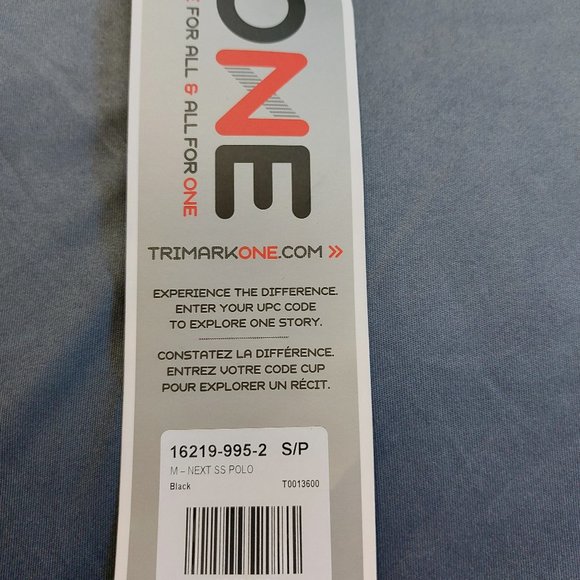 ONE
FOR ALL & ALL FOR ONE
TRIMARKONE.COM »
EXPERIENCE THE DIFFERENCE.
ENTER YOUR UPC CODE
TO EXPLORE ONE STORY.
CONSTATEZ LA DIFFÉRENCE.
ENTREZ VOTRE CODE CUP
POUR EXPLORER UN RÉCIT.
16219-995-2 S/P
M – NEXT SS POLO
Black T0013600